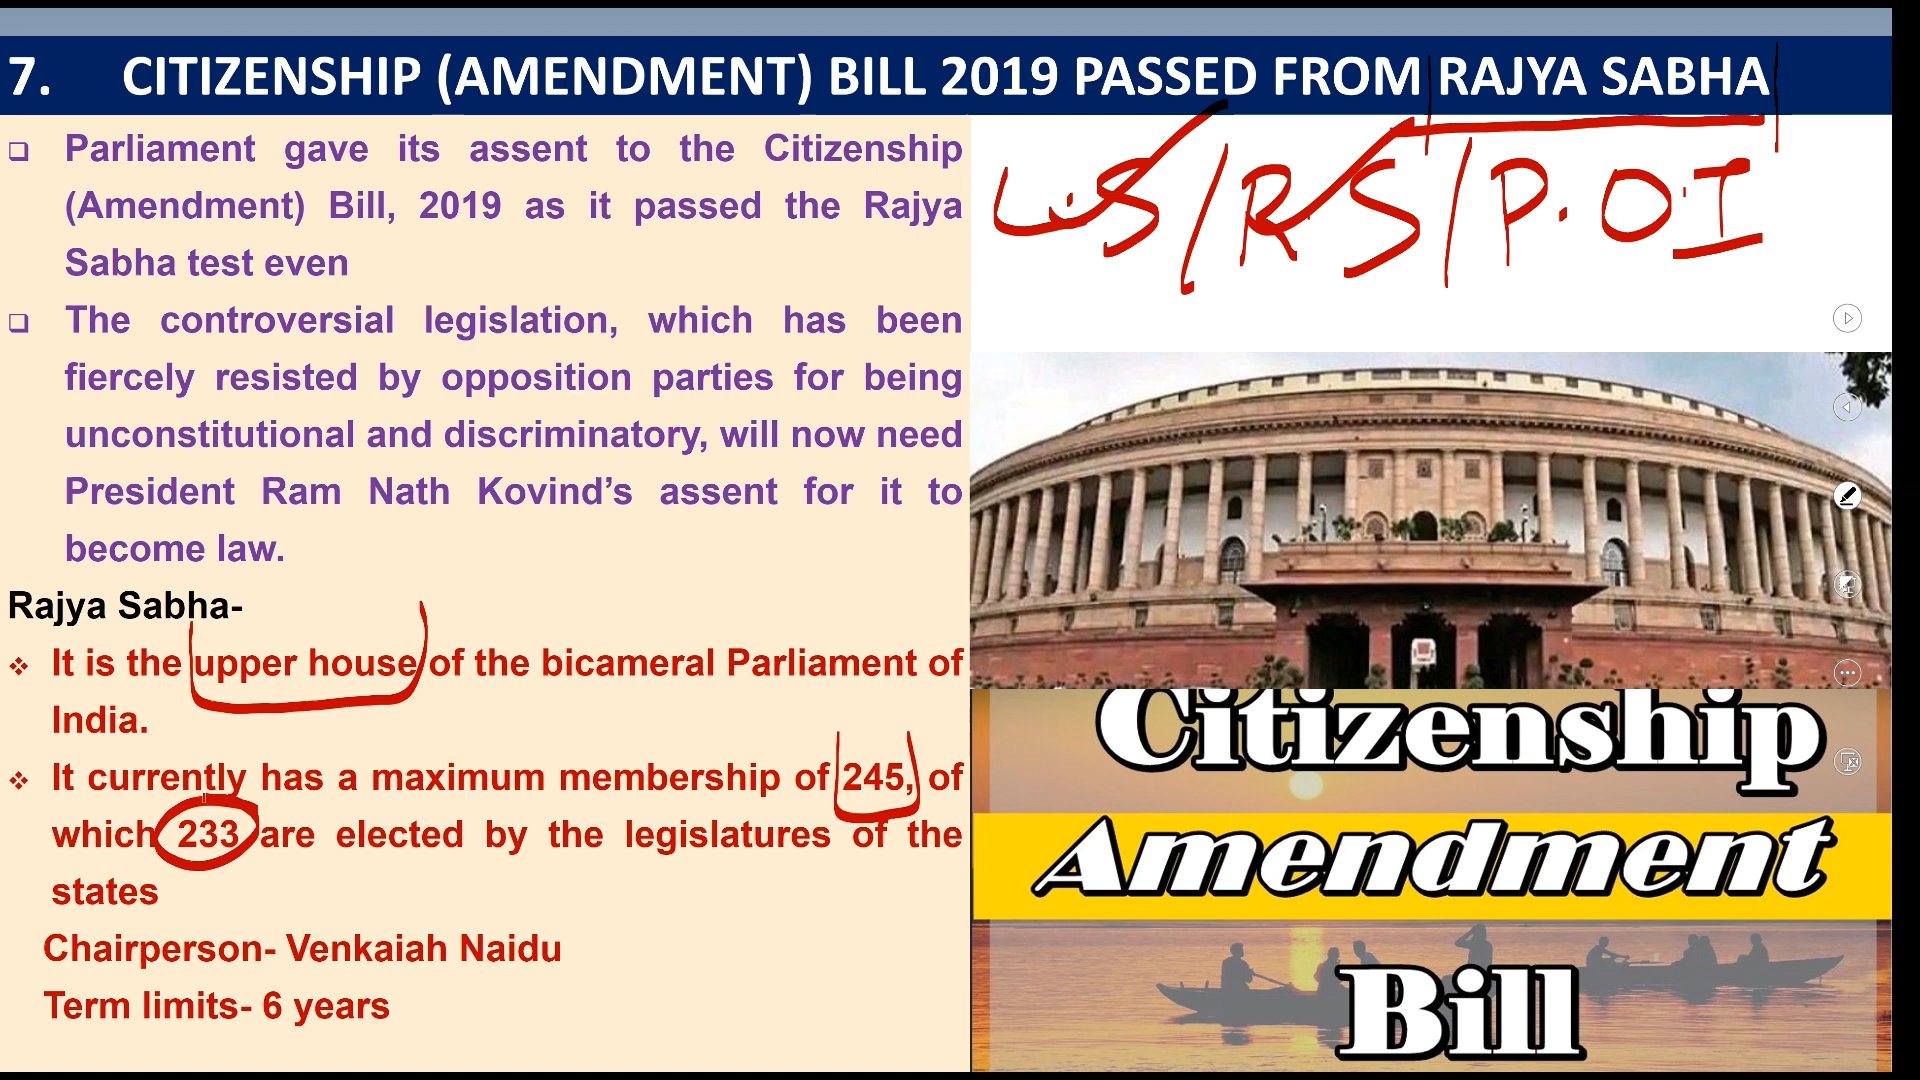 7. CITIZENSHIP (AMENDMENT) BILL 2019 PASSED FROM RAJYA SABHA
Parliament gave its assent to the Citizenship
(Amendment) Bill, 2019 as it passed the Rajya
Sabha test even
The controversial legislation, which has been
fiercely resisted by opposition parties for being
unconstitutional and discriminatory, will now need
President Ram Nath Kovind’s assent for it to
become law.
Rajya Sabha-
It is the upper house of the bicameral Parliament of
India.
It currently has a maximum membership of 245, of
which 233 are elected by the legislatures of the
states
Chairperson- Venkaiah Naidu
Term limits- 6 years
L.S/RS/P.O.I
Citizenship
Amendment
Bill